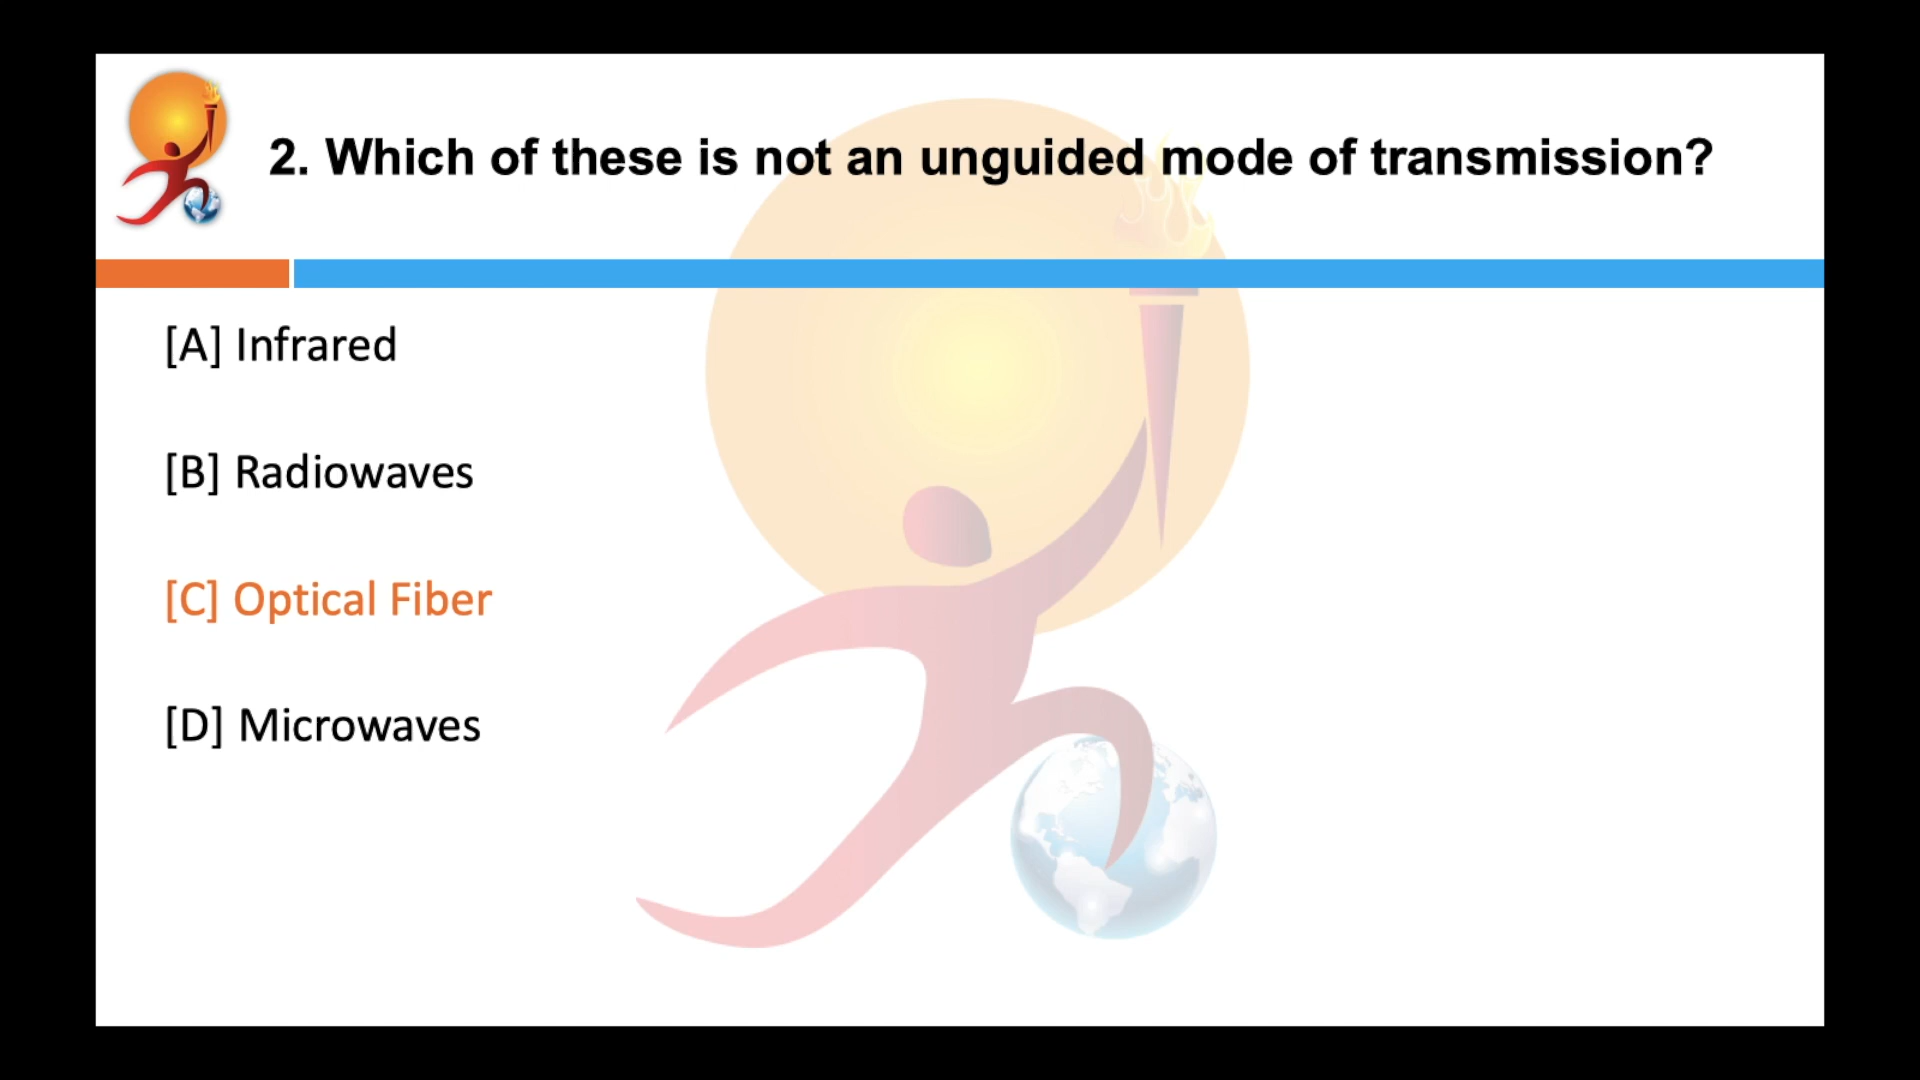 2. Which of these is not an unguided mode of transmission?
[A] Infrared
[B] Radiowaves
[C] Optical Fiber
[D] Microwaves